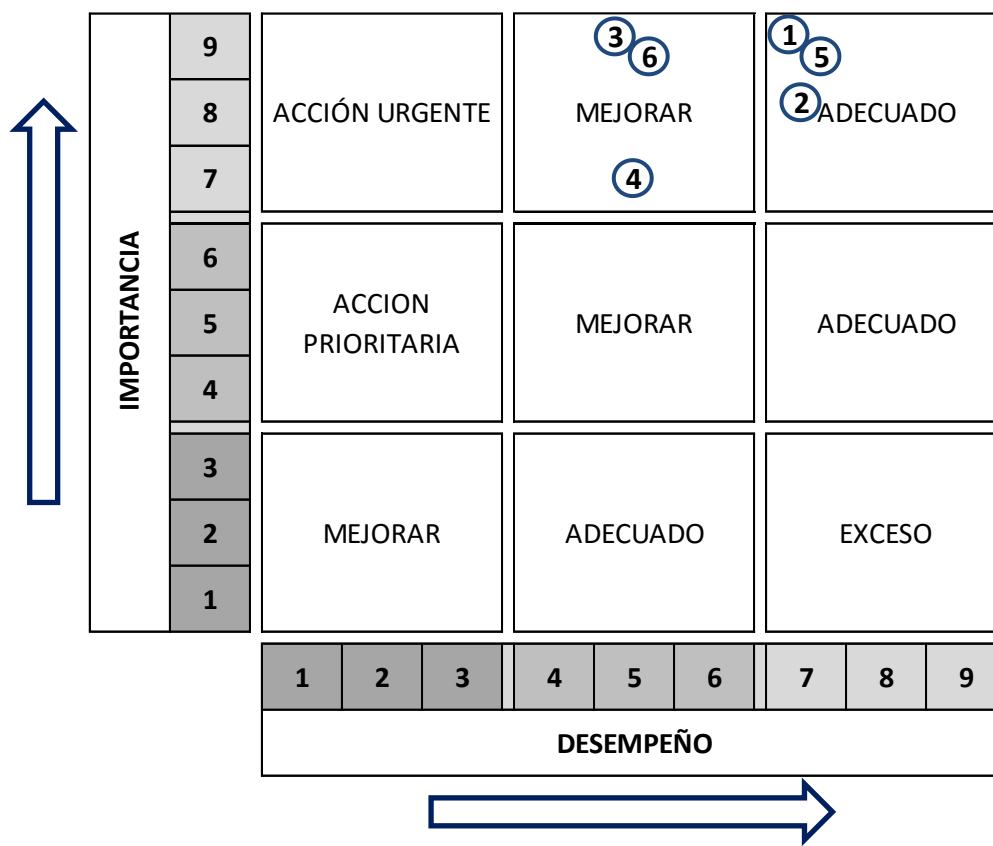 9
3
6
1
5
8
ACCIÓN URGENTE
MEJORAR
2
ADECUADO
7
4
IMPORTANCIA
6
5
4
ACCION
PRIORITARIA
MEJORAR
ADECUADO
3
2
1
MEJORAR
ADECUADO
EXCESO
1 2 3 4 5 6 7 8 9
DESEMPEÑO